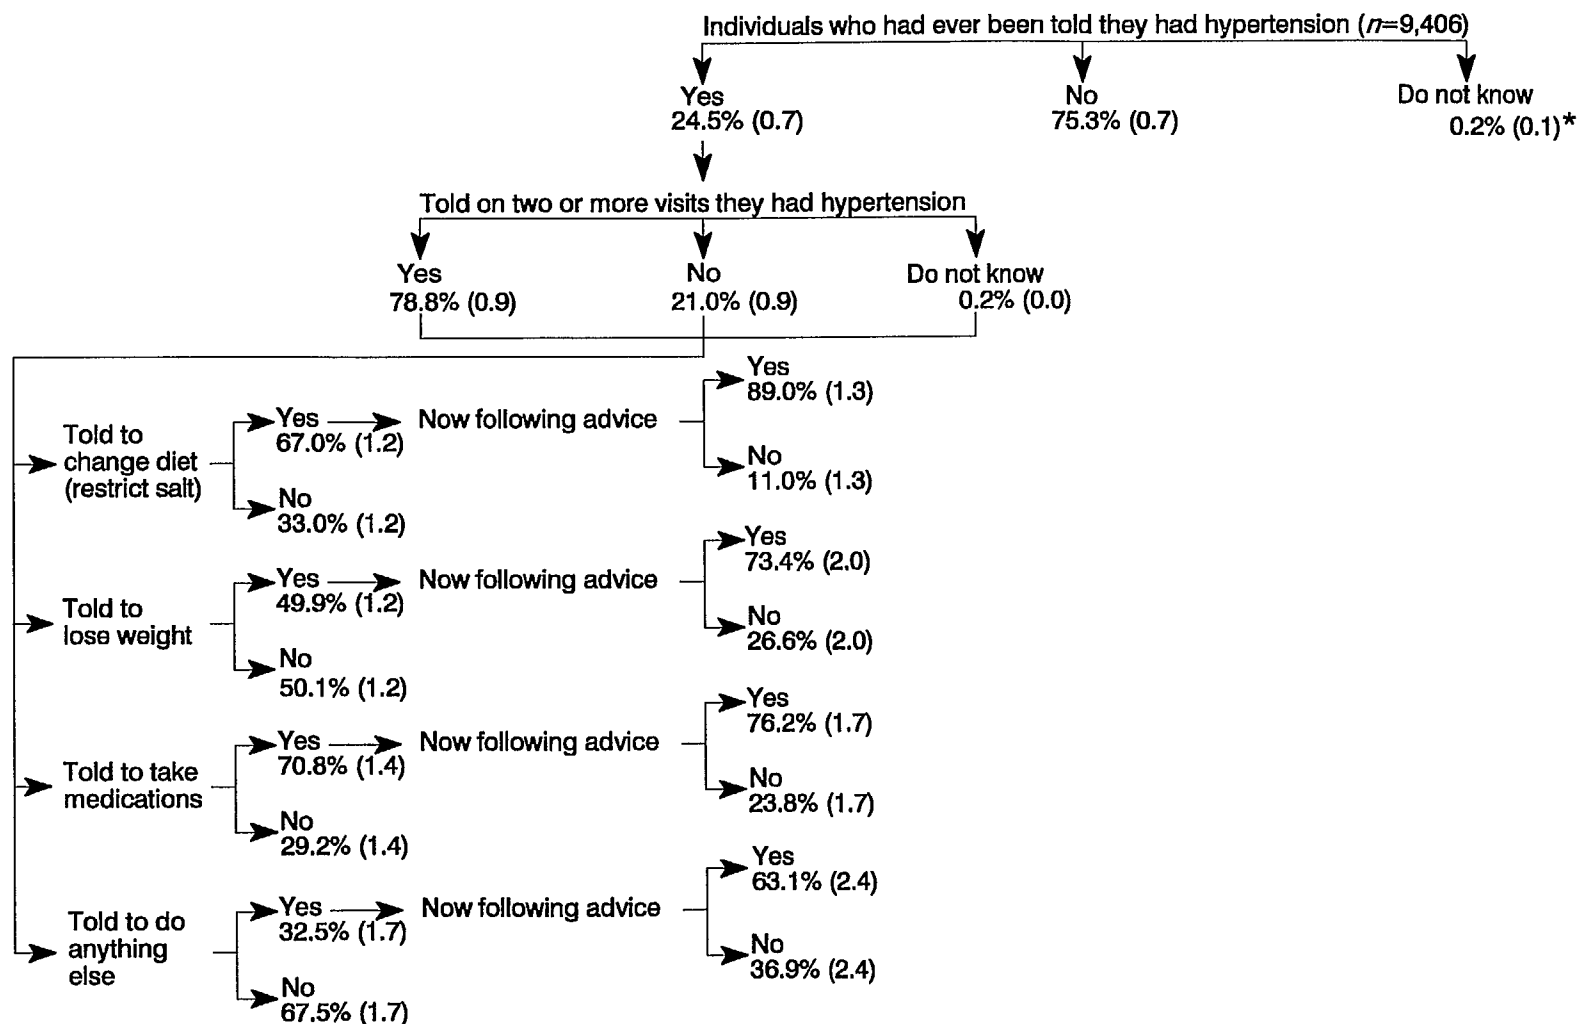 Individuals who had ever been told they had hypertension (n=9,406)
Yes
24.5% (0.7)
No
75.3% (0.7)
Do not know
0.2% (0.1)*
Told on two or more visits they had hypertension
Yes
78.8% (0.9)
No
21.0% (0.9)
Do not know
0.2% (0.0)
Told to
change diet
(restrict salt)
Yes
67.0% (1.2)
No
33.0% (1.2)
Now following advice
Yes
89.0% (1.3)
No
11.0% (1.3)
Told to
lose weight
Yes
49.9% (1.2)
No
50.1% (1.2)
Now following advice
Yes
73.4% (2.0)
No
26.6% (2.0)
Told to take
medications
Yes
70.8% (1.4)
No
29.2% (1.4)
Now following advice
Yes
76.2% (1.7)
No
23.8% (1.7)
Told to do
anything
else
Yes
32.5% (1.7)
No
67.5% (1.7)
Now following advice
Yes
63.1% (2.4)
No
36.9% (2.4)